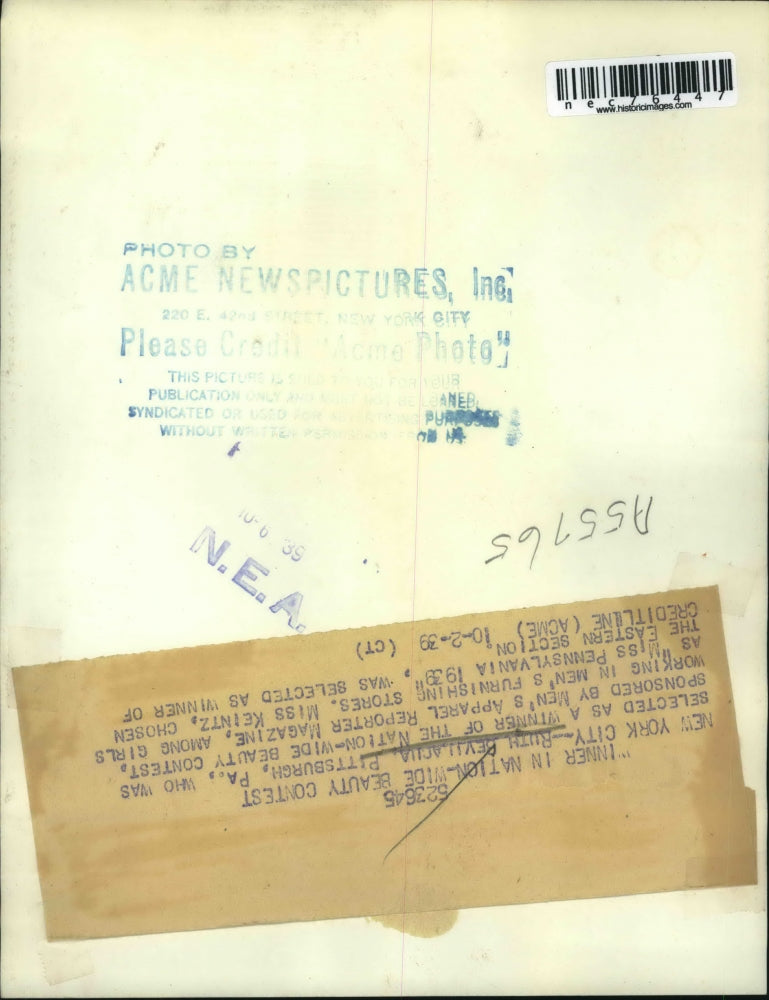 nec76447
www.historicimages.com
PHOTO BY
ACME NEWSPICTURES, Inc.
220 E. 42nd STREET, NEW YORK CITY
Please Credit "Acme Photo"
THIS PICTURE IS SOLD TO YOU FOR YOUR
PUBLICATION ONLY AND MUST NOT BE LOANED,
SYNDICATED OR USED FOR ADVERTISING PURPOSES
WITHOUT WRITTEN PERMISSION FROM US
10-6 39
N.E.A.
A55765
523645
"INNER IN NATION-WIDE BEAUTY CONTEST
NEW YORK CITY--RUTH BEVILACUA, PITTSBURGH, PA., WHO WAS
SELECTED AS A WINNER OF THE NATION-WIDE BEAUTY CONTEST,
SPONSORED BY MEN'S APPAREL REPORTER MAGAZINE, AMONG GIRLS
WORKING IN MEN'S FURNISHING STORES. MISS KEINTZ, CHOSEN
AS "MISS PENNSYLVANIA 1939", WAS SELECTED AS WINNER OF
THE EASTERN SECTION.
CREDITLINE (ACME) 10-2-39 (CT)